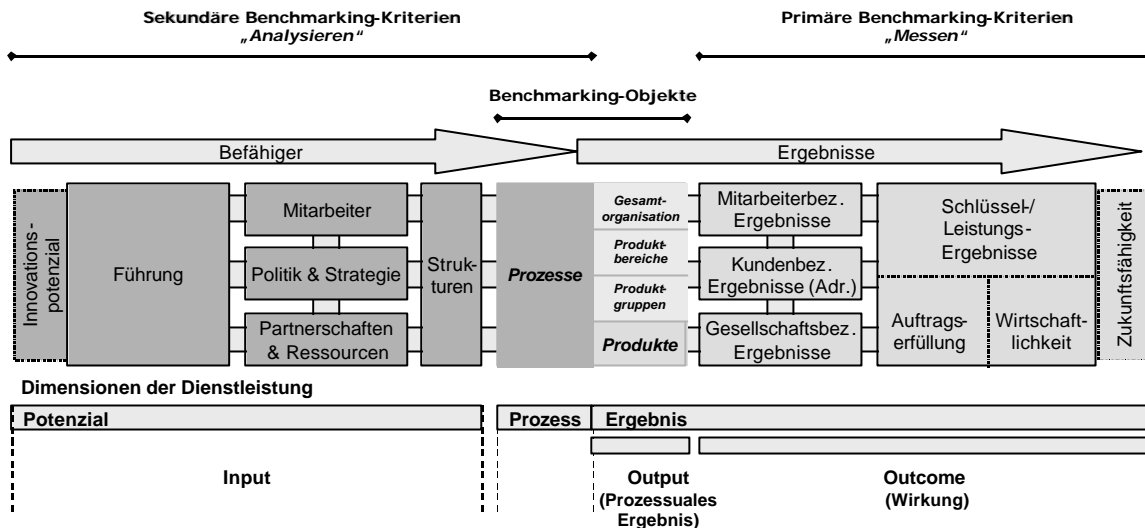 Sekundäre Benchmarking-Kriterien
„Analysieren“
Primäre Benchmarking-Kriterien
„Messen“
Benchmarking-Objekte
Befähiger
Ergebnisse
Innovations-
potenzial
Führung
Mitarbeiter
Politik & Strategie
Partnerschaften
& Ressourcen
Struk-
turen
Prozesse
Gesamt-
organisation
Produkt-
bereiche
Produkt-
gruppen
Produkte
Mitarbeiterbez.
Ergebnisse
Kundenbez.
Ergebnisse (Adr.)
Gesellschaftsbez.
Ergebnisse
Schlüssel-/
Leistungs-
Ergebnisse
Auftrags-
erfüllung
Wirtschaft-
lichkeit
Zukunftsfähigkeit
Dimensionen der Dienstleistung
Potenzial
Prozess
Ergebnis
Input
Output
(Prozessuales
Ergebnis)
Outcome
(Wirkung)